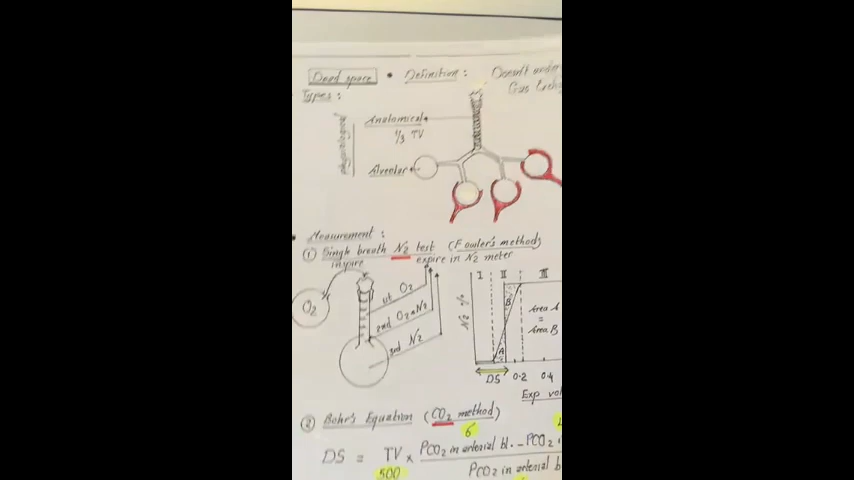 Dead space • Definition: Doesn't
Types: Gas
physiological
Anatomical
1/3 TV
Alveolar
• Measurement:
① Single breath N2 test (Fowler's method)
inspire expire in N2 meter
O2
1st O2
2nd O2 + N2
3rd N2
N2 %
I II III
B
A
Area A
=
Area B
DS 0.2 0.4
Exp
② Bohr's Equation (CO2 method)
6
DS = TV × PCO2 in arterial bl. - PCO2
500 PCO2 in arterial